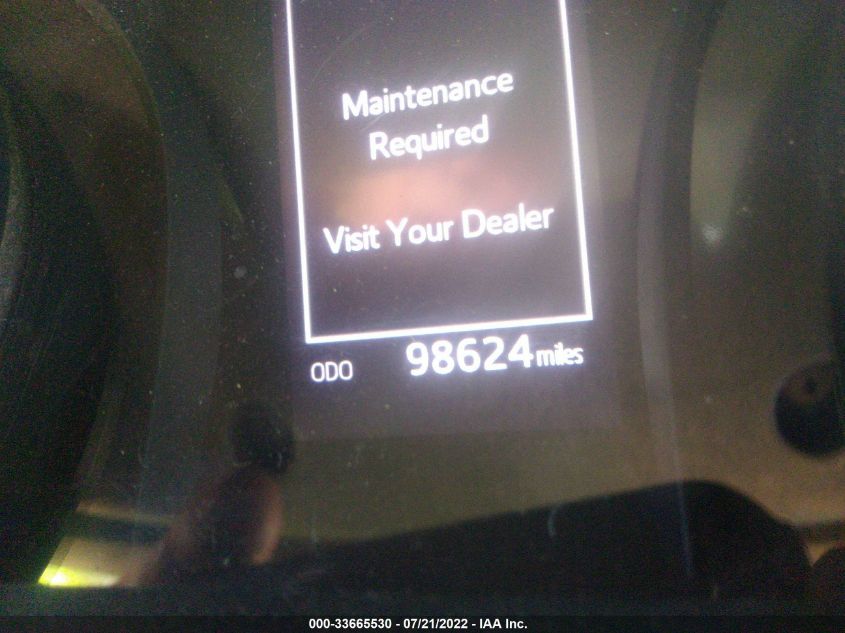 Maintenance
Required
Visit Your Dealer
ODO 98624 miles
000-33665530 - 07/21/2022 - IAA Inc.